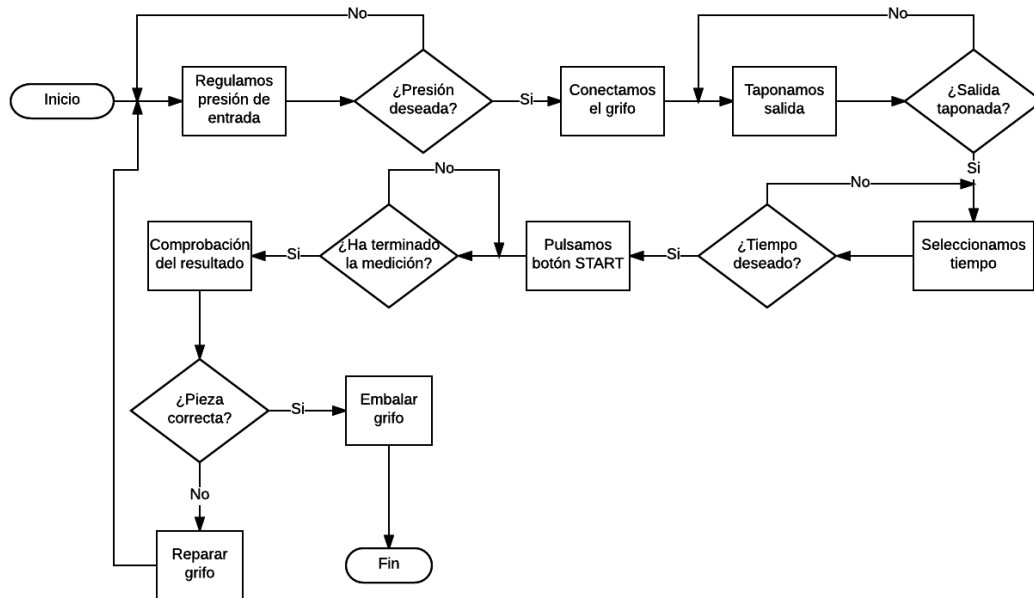 No
No
Inicio
Regulamos
presión de
entrada
¿Presión
deseada?
Si
Conectamos
el grifo
Taponamos
salida
¿Salida
taponada?
Si
No
No
Comprobación
del resultado
Si
¿Ha terminado
la medición?
Pulsamos
botón START
Si
¿Tiempo
deseado?
Seleccionamos
tiempo
¿Pieza
correcta?
Si
Embalar
grifo
No
Reparar
grifo
Fin